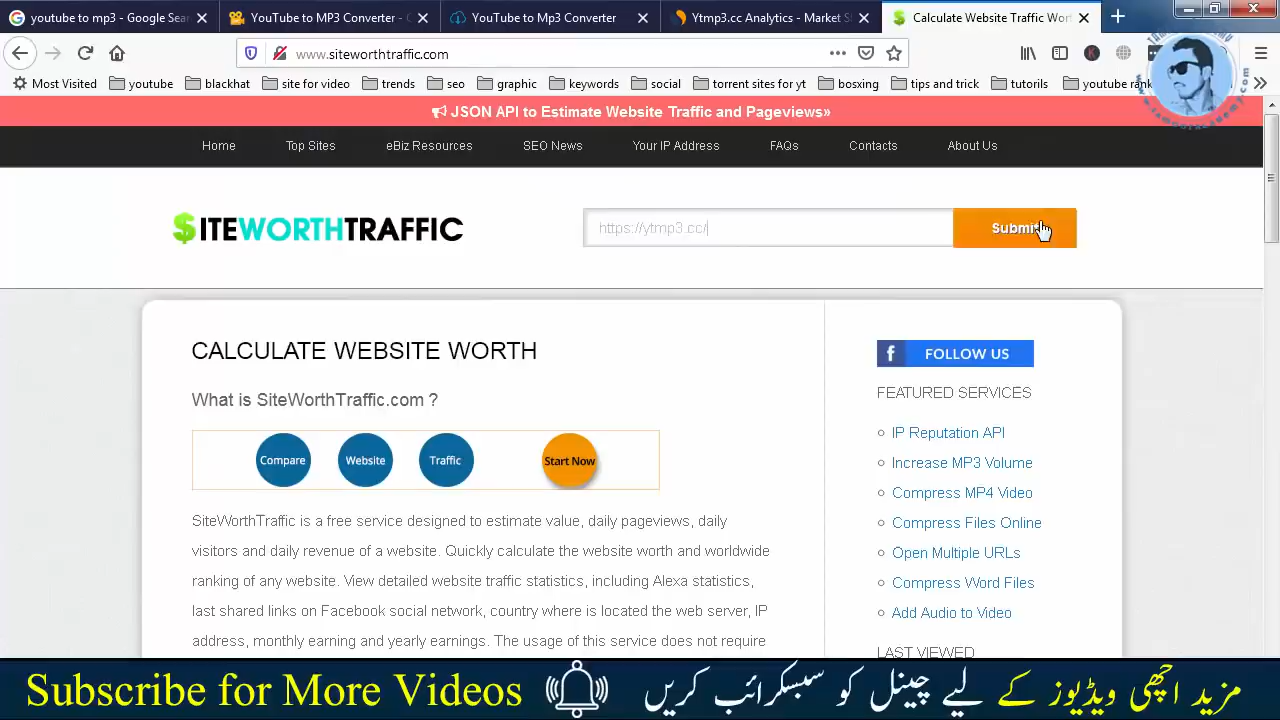 youtube to mp3 - Google Sear
YouTube to MP3 Converter - C
YouTube to Mp3 Converter
Ytmp3.cc Analytics - Market S
Calculate Website Traffic Wort
www.siteworthtraffic.com
Most Visited
youtube
blackhat
site for video
trends
seo
graphic
keywords
social
torrent sites for yt
bosxing
tips and trick
tutorils
youtube rank
JSON API to Estimate Website Traffic and Pageviews»
Home
Top Sites
eBiz Resources
SEO News
Your IP Address
FAQs
Contacts
About Us
$ITEWORTHTRAFFIC
https://ytmp3.cc/
Submit
CALCULATE WEBSITE WORTH
What is SiteWorthTraffic.com ?
Compare
Website
Traffic
Start Now
SiteWorthTraffic is a free service designed to estimate value, daily pageviews, daily
visitors and daily revenue of a website. Quickly calculate the website worth and worldwide
ranking of any website. View detailed website traffic statistics, including Alexa statistics,
last shared links on Facebook social network, country where is located the web server, IP
address, monthly earning and yearly earnings. The usage of this service does not require
f FOLLOW US
FEATURED SERVICES
IP Reputation API
Increase MP3 Volume
Compress MP4 Video
Compress Files Online
Open Multiple URLs
Compress Word Files
Add Audio to Video
LAST VIEWED
Subscribe for More Videos
مزید اچھی ویڈیوز کے لیے چینل کو سبسکرائب کریں